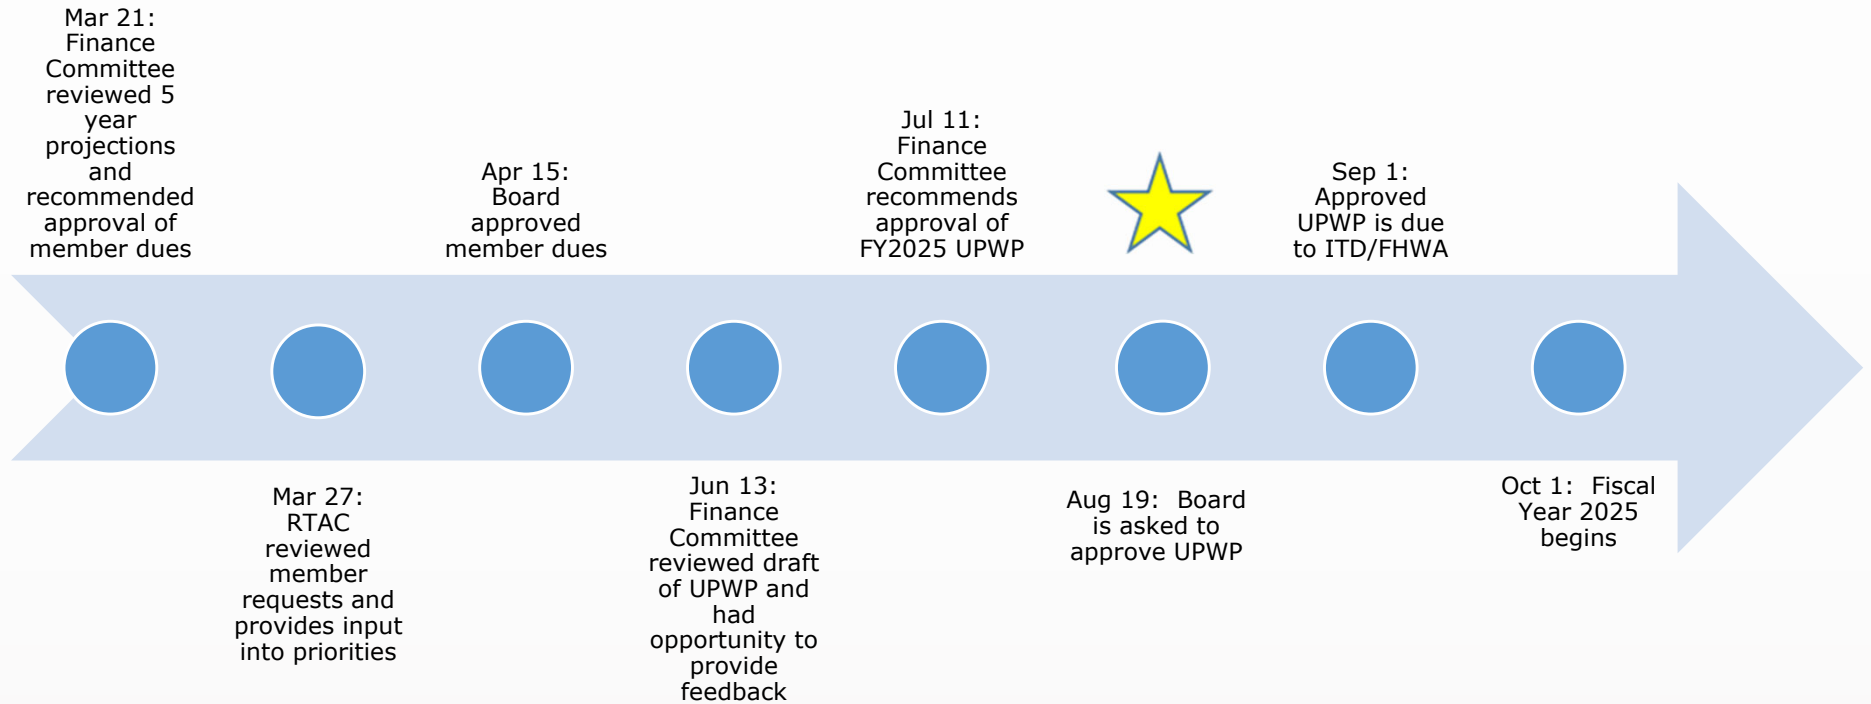 Mar 21:
Finance
Committee
reviewed 5
year
projections
and
recommended
approval of
member dues
Mar 27:
RTAC
reviewed
member
requests and
provides input
into priorities
Apr 15:
Board
approved
member dues
Jun 13:
Finance
Committee
reviewed draft
of UPWP and
had
opportunity to
provide
feedback
Jul 11:
Finance
Committee
recommends
approval of
FY2025 UPWP
Aug 19:  Board
is asked to
approve UPWP
Sep 1:
Approved
UPWP is due
to ITD/FHWA
Oct 1:  Fiscal
Year 2025
begins